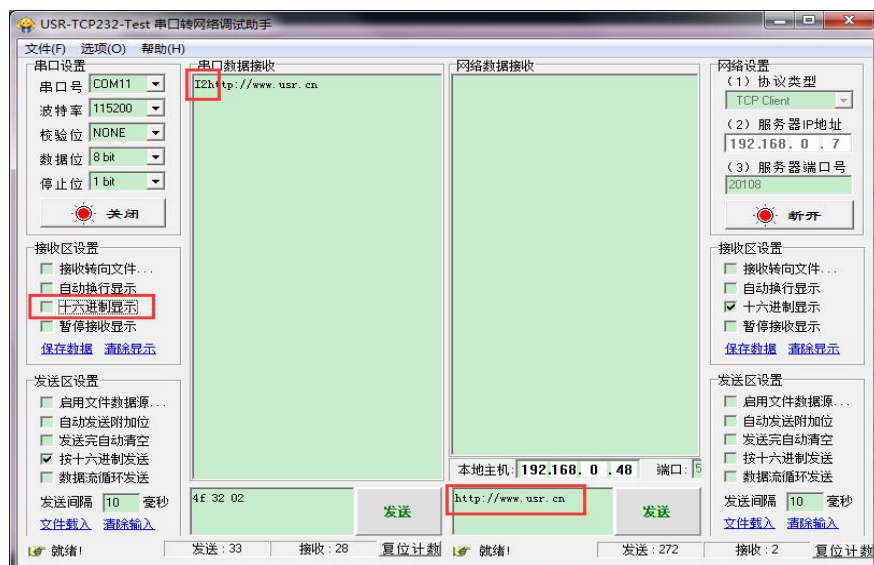 USR-TCP232-Test 串口转网络调试助手
文件(F) 选项(O) 帮助(H)
串口设置
串口号 COM11
波特率 115200
校验位 NONE
数据位 8 bit
停止位 1 bit
关闭
接收区设置
接收转向文件...
自动换行显示
十六进制显示
暂停接收显示
保存数据 清除显示
发送区设置
启用文件数据源...
自动发送附加位
发送完自动清空
按十六进制发送
数据流循环发送
发送间隔 10 毫秒
文件载入 清除输入
串口数据接收
I2http://www.usr.cn
4f 32 02
发送
网络数据接收
本地主机: 192.168. 0 .48 端口: 5
http://www.usr.cn
发送
网络设置
(1) 协议类型
TCP Client
(2) 服务器IP地址
192.168. 0 . 7
(3) 服务器端口号
20108
断开
接收区设置
接收转向文件...
自动换行显示
十六进制显示
暂停接收显示
保存数据 清除显示
发送区设置
启用文件数据源...
自动发送附加位
发送完自动清空
按十六进制发送
数据流循环发送
发送间隔 10 毫秒
文件载入 清除输入
就绪! 发送:33 接收:28 复位计数
就绪! 发送:272 接收:2 复位计数